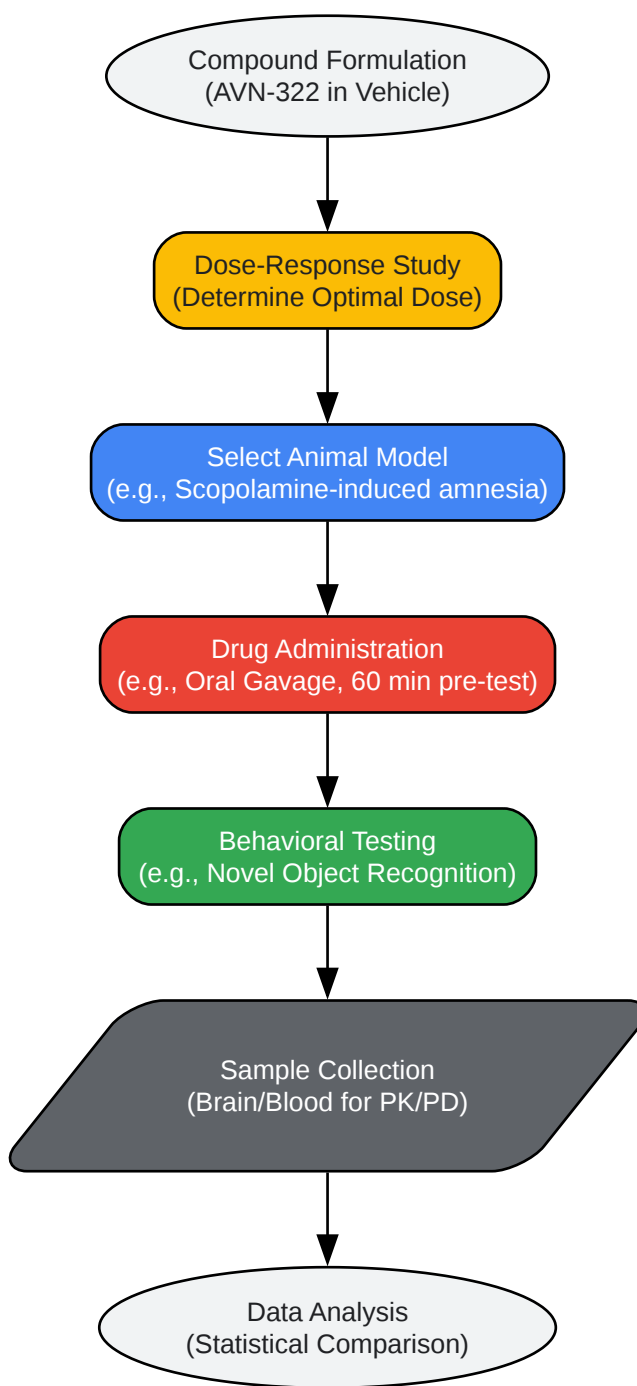 Compound Formulation
(AVN-322 in Vehicle)
Dose-Response Study
(Determine Optimal Dose)
Select Animal Model
(e.g., Scopolamine-induced amnesia)
Drug Administration
(e.g., Oral Gavage, 60 min pre-test)
Behavioral Testing
(e.g., Novel Object Recognition)
Sample Collection
(Brain/Blood for PK/PD)
Data Analysis
(Statistical Comparison)